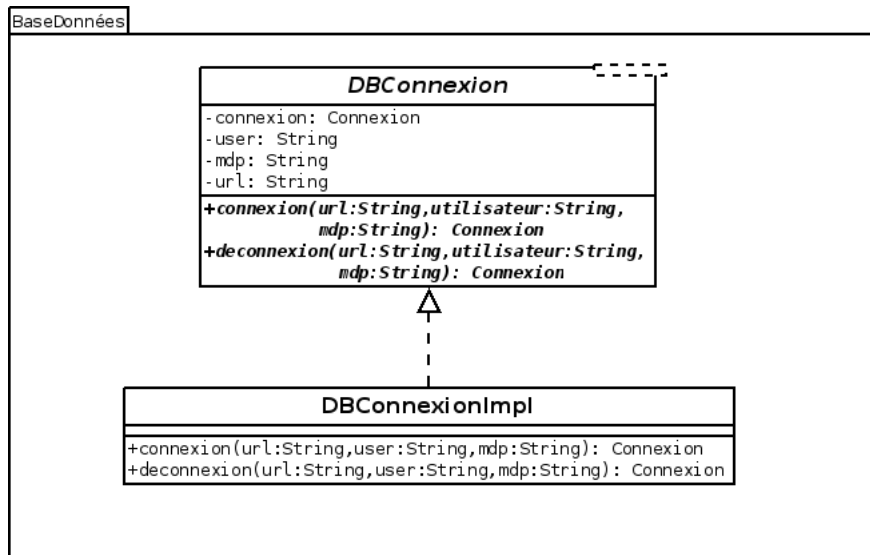 BaseDonnées
DBConnexion
-connexion: Connexion
-user: String
-mdp: String
-url: String
+connexion(url:String,utilisateur:String,
mdp:String): Connexion
+deconnexion(url:String,utilisateur:String,
mdp:String): Connexion
DBConnexionImpl
+connexion(url:String,user:String,mdp:String): Connexion
+deconnexion(url:String,user:String,mdp:String): Connexion